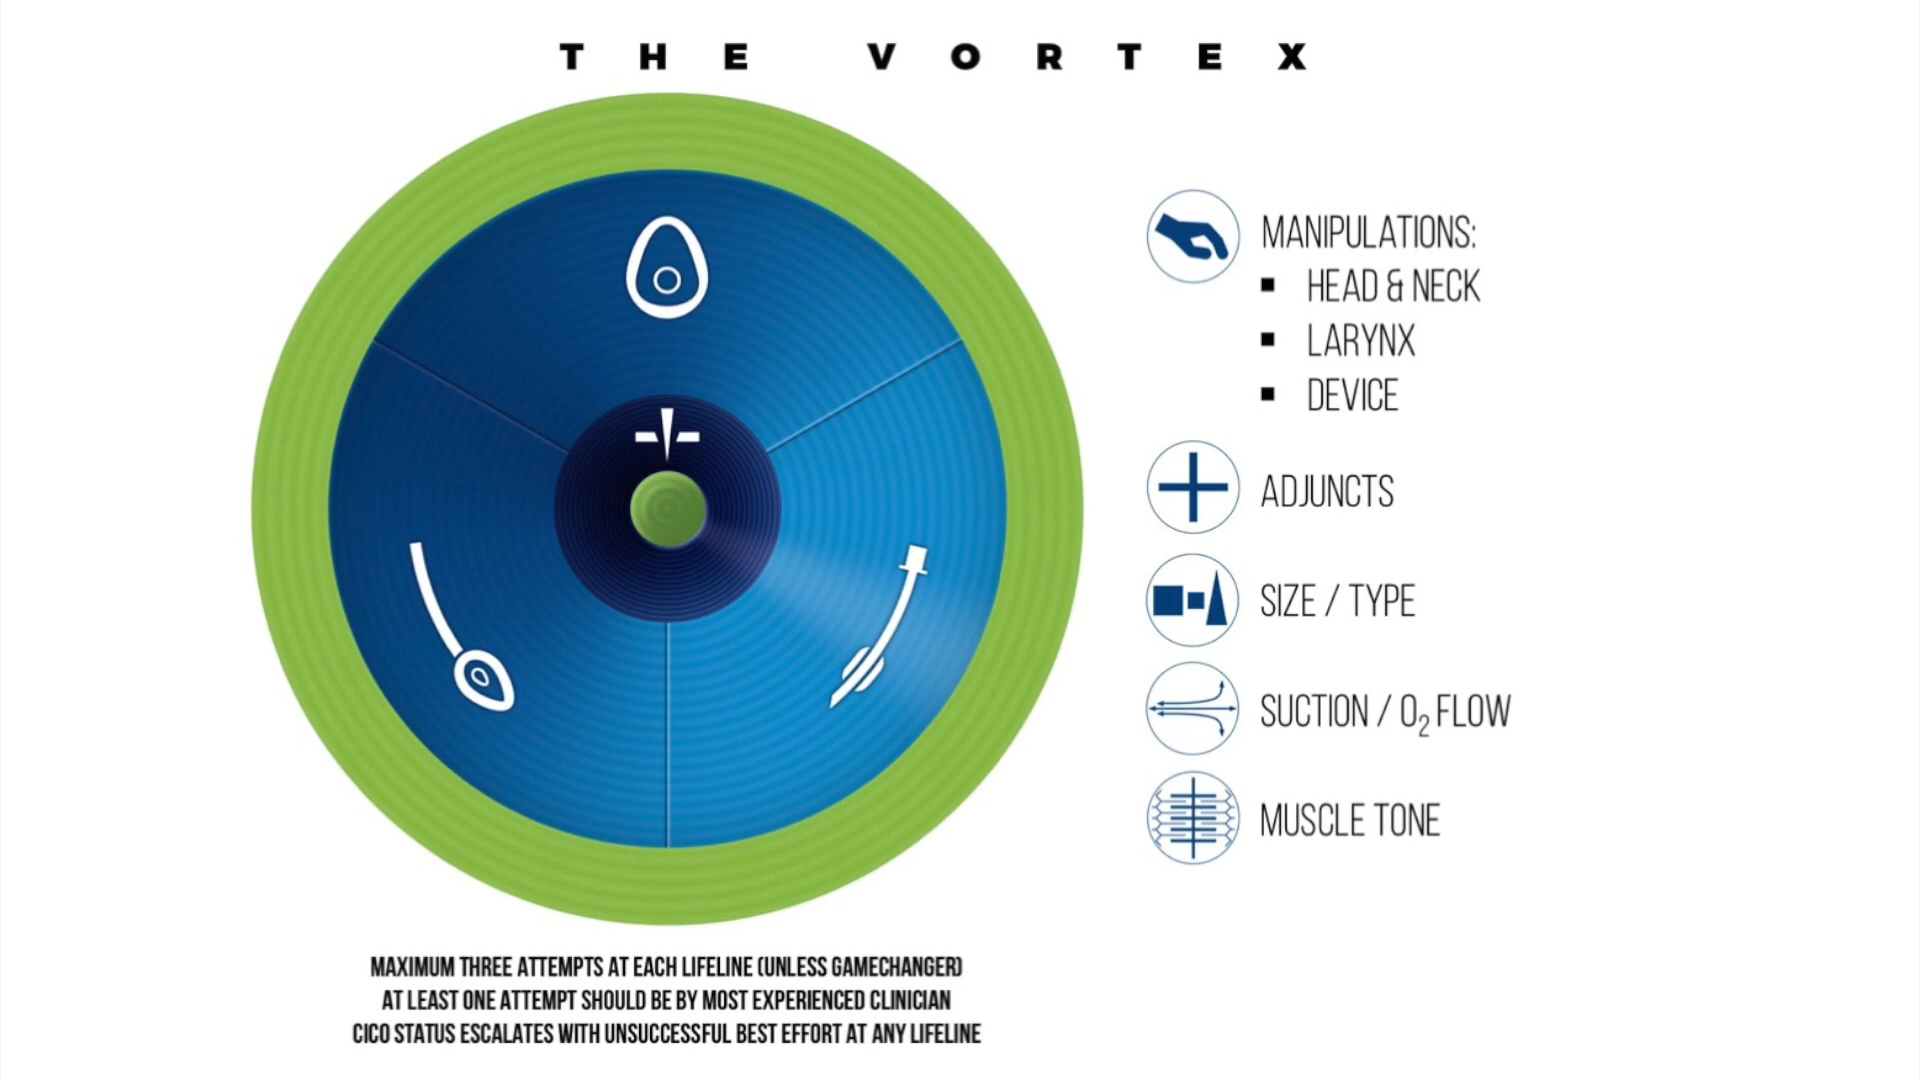 THE VORTEX
MANIPULATIONS:
▪ HEAD & NECK
▪ LARYNX
▪ DEVICE
ADJUNCTS
SIZE / TYPE
SUCTION / O₂ FLOW
MUSCLE TONE
MAXIMUM THREE ATTEMPTS AT EACH LIFELINE (UNLESS GAMECHANGER)
AT LEAST ONE ATTEMPT SHOULD BE BY MOST EXPERIENCED CLINICIAN
CICO STATUS ESCALATES WITH UNSUCCESSFUL BEST EFFORT AT ANY LIFELINE